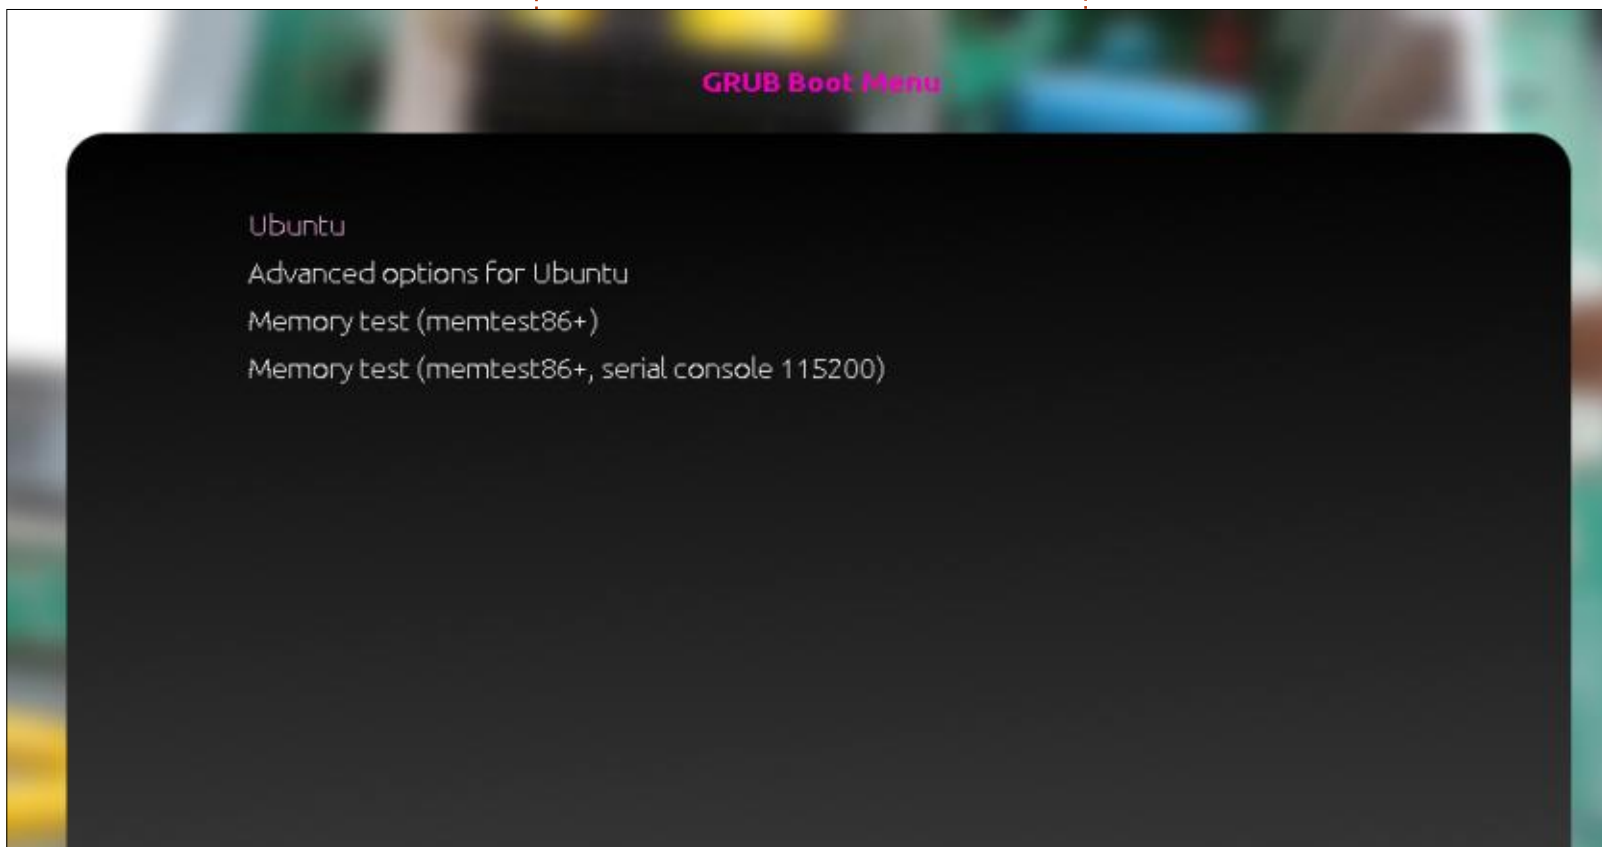 GRUB Boot Menu
Ubuntu
Advanced options for Ubuntu
Memory test (memtest86+)
Memory test (memtest86+, serial console 115200)